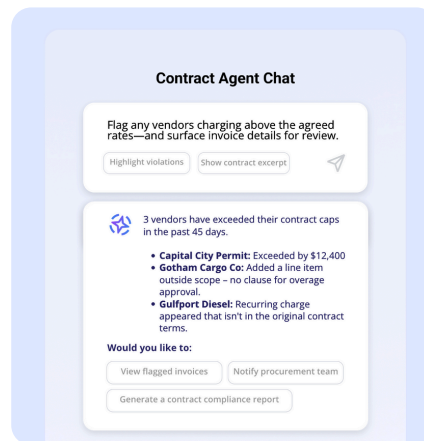 Contract Agent Chat
Flag any vendors charging above the agreed
rates—and surface invoice details for review.
Highlight violations
Show contract excerpt
3 vendors have exceeded their contract caps
in the past 45 days.
• Capital City Permit: Exceeded by $12,400
• Gotham Cargo Co: Added a line item
outside scope – no clause for overage
approval.
• Gulfport Diesel: Recurring charge
appeared that isn't in the original contract
terms.
Would you like to:
View flagged invoices
Notify procurement team
Generate a contract compliance report